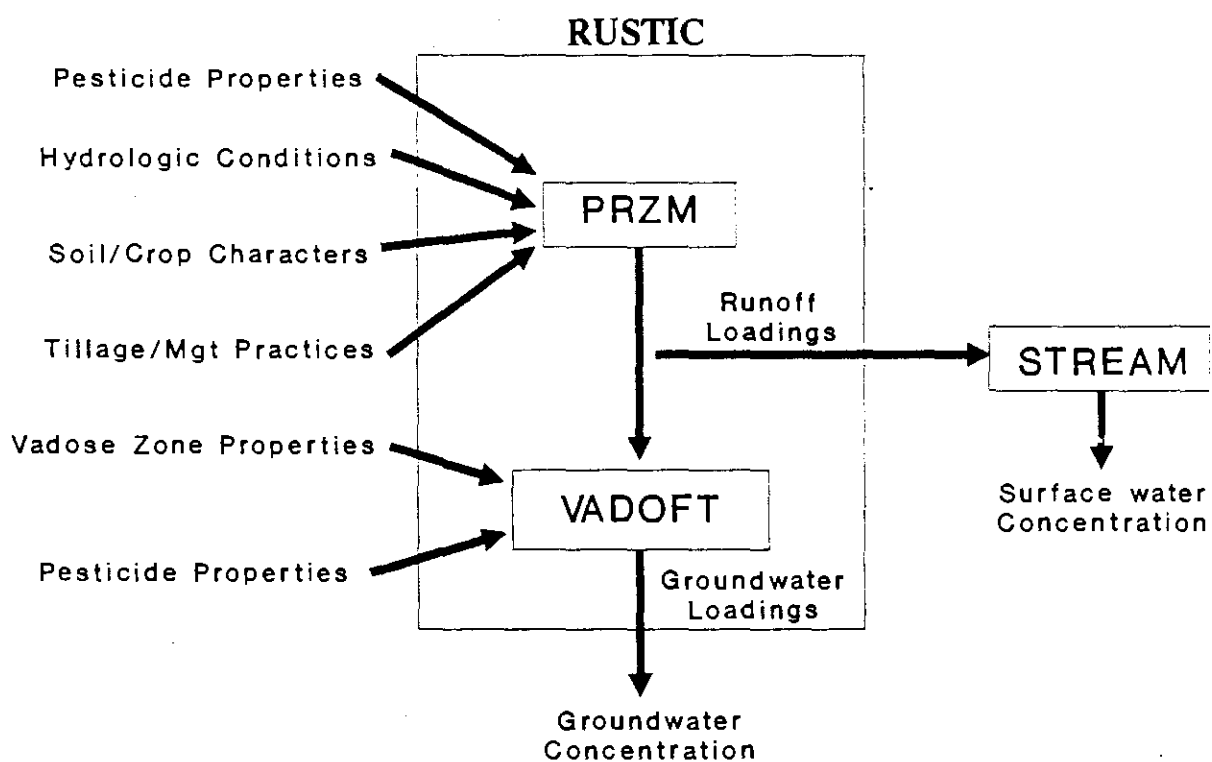 RUSTIC
Pesticide Properties
Hydrologic Conditions
PRZM
Soil/Crop Characters
Runoff
Loadings
Tillage/Mgt Practices
STREAM
Vadose Zone Properties
VADOFT
Surface water
Concentration
Pesticide Properties
Groundwater
Loadings
Groundwater
Concentration